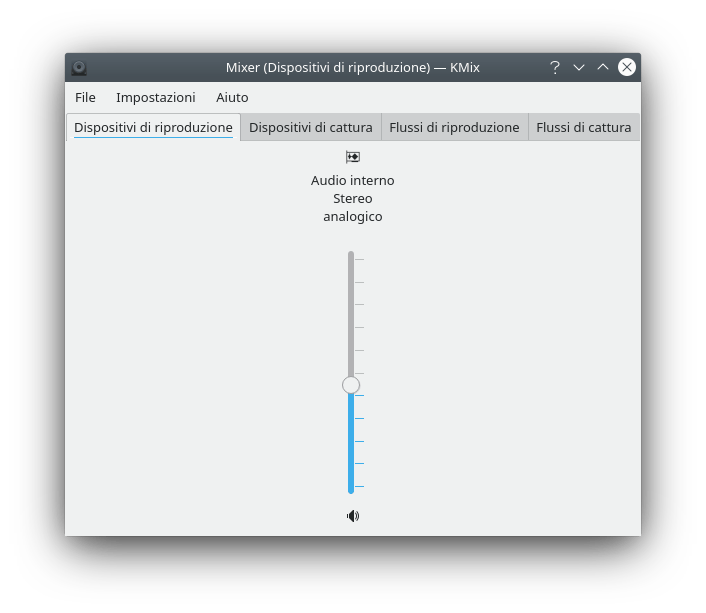 Mixer (Dispositivi di riproduzione) — KMix
File Impostazioni Aiuto
Dispositivi di riproduzione Dispositivi di cattura Flussi di riproduzione Flussi di cattura
Audio interno
Stereo
analogico